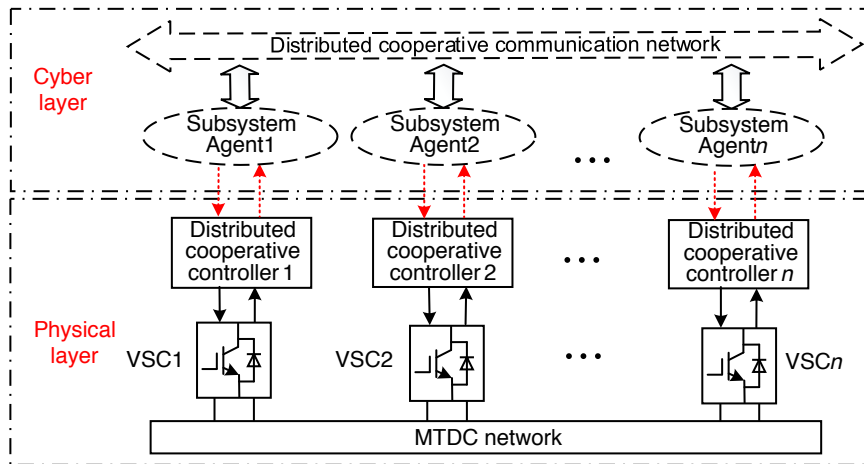 Distributed cooperative communication network
Cyber
layer
Subsystem
Agent1
Subsystem
Agent2
Subsystem
Agentn
Distributed
cooperative
controller 1
Distributed
cooperative
controller 2
Distributed
cooperative
controller n
Physical
layer
VSC1
VSC2
VSCn
MTDC network